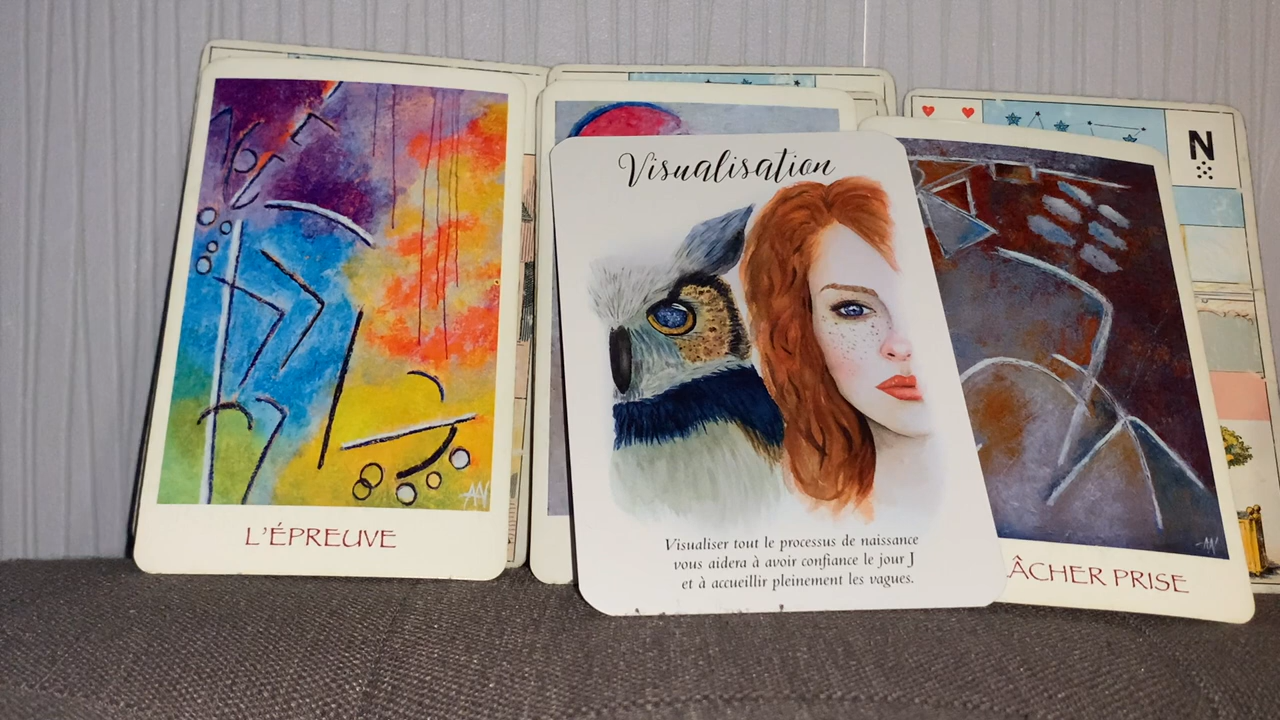 L'ÉPREUVE
Visualisation
Visualiser tout le processus de naissance
vous aidera à avoir confiance le jour J
et à accueillir pleinement les vagues.
N
ÂCHER PRISE